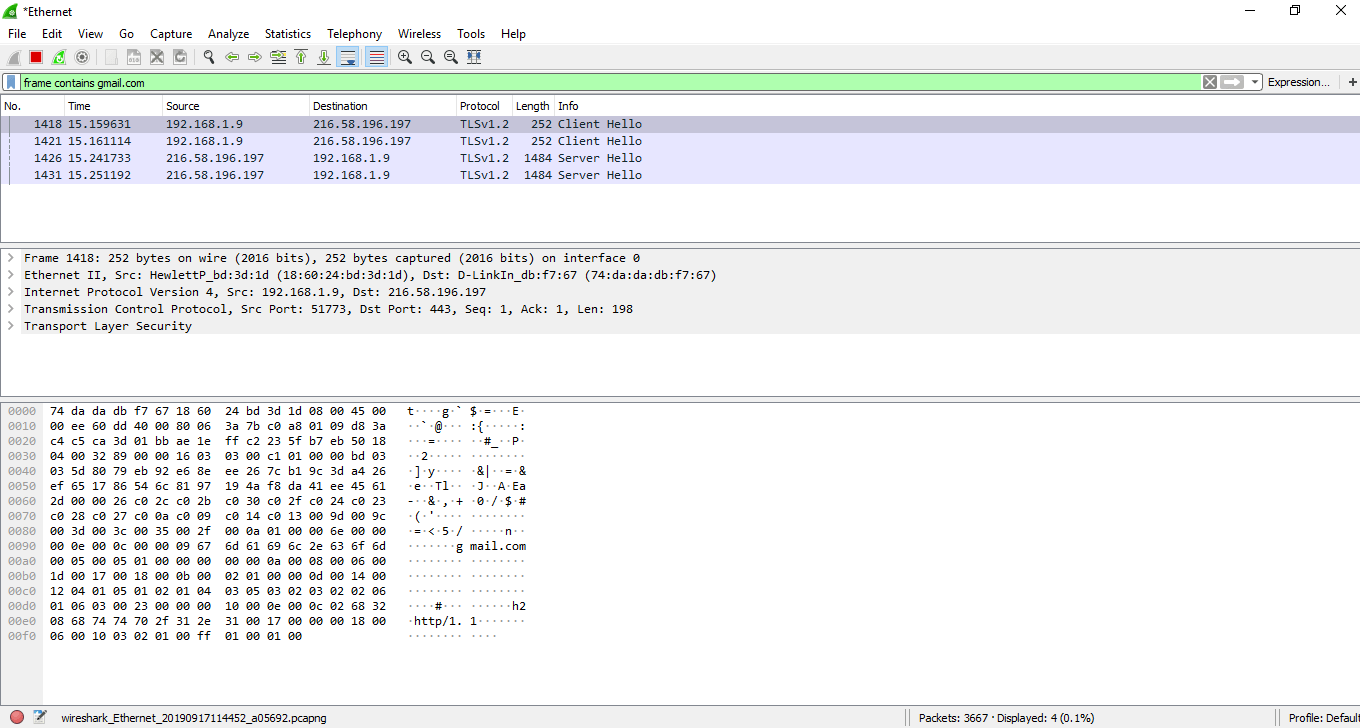 *Ethernet
File Edit View Go Capture Analyze Statistics Telephony Wireless Tools Help
frame contains gmail.com Expression... +
No. Time Source Destination Protocol Length Info
1418 15.159631 192.168.1.9 216.58.196.197 TLSv1.2 252 Client Hello
1421 15.161114 192.168.1.9 216.58.196.197 TLSv1.2 252 Client Hello
1426 15.241733 216.58.196.197 192.168.1.9 TLSv1.2 1484 Server Hello
1431 15.251192 216.58.196.197 192.168.1.9 TLSv1.2 1484 Server Hello
> Frame 1418: 252 bytes on wire (2016 bits), 252 bytes captured (2016 bits) on interface 0
> Ethernet II, Src: HewlettP_bd:3d:1d (18:60:24:bd:3d:1d), Dst: D-LinkIn_db:f7:67 (74:da:da:db:f7:67)
> Internet Protocol Version 4, Src: 192.168.1.9, Dst: 216.58.196.197
> Transmission Control Protocol, Src Port: 51773, Dst Port: 443, Seq: 1, Ack: 1, Len: 198
> Transport Layer Security
0000 74 da da db f7 67 18 60 24 bd 3d 1d 08 00 45 00 t····g·` $·=···E·
0010 00 ee 60 dd 40 00 80 06 3a 7b c0 a8 01 09 d8 3a ··`·@··· :{·····:
0020 c4 c5 ca 3d 01 bb ae 1e ff c2 23 5f b7 eb 50 18 ···=···· ··#_··P·
0030 04 00 32 89 00 00 16 03 03 00 c1 01 00 00 bd 03 ··2····· ········
0040 03 5d 80 79 eb 92 e6 8e ee 26 7c b1 9c 3d a4 26 ·]·y···· ·&|··=·&
0050 ef 65 17 86 54 6c 81 97 19 4a f8 da 41 ee 45 61 ·e··Tl·· ·J··A·Ea
0060 2d 00 00 26 c0 2c c0 2b c0 30 c0 2f c0 24 c0 23 -··&·,·+ ·0·/·$·#
0070 c0 28 c0 27 c0 0a c0 09 c0 14 c0 13 00 9d 00 9c ·(·'···· ········
0080 00 3d 00 3c 00 35 00 2f 00 0a 01 00 00 6e 00 00 ·=·<·5·/ ·····n··
0090 00 0e 00 0c 00 00 09 67 6d 61 69 6c 2e 63 6f 6d ·······g mail.com
00a0 00 05 00 05 01 00 00 00 00 00 0a 00 08 00 06 00 ········ ········
00b0 1d 00 17 00 18 00 0b 00 02 01 00 00 0d 00 14 00 ········ ········
00c0 12 04 01 05 01 02 01 04 03 05 03 02 03 02 02 06 ········ ········
00d0 01 06 03 00 23 00 00 00 10 00 0e 00 0c 02 68 32 ····#··· ······h2
00e0 08 68 74 74 70 2f 31 2e 31 00 17 00 00 00 18 00 ·http/1. 1·······
00f0 06 00 10 03 02 01 00 ff 01 00 01 00 ········ ····
wireshark_Ethernet_20190917114452_a05692.pcapng Packets: 3667 · Displayed: 4 (0.1%) Profile: Default